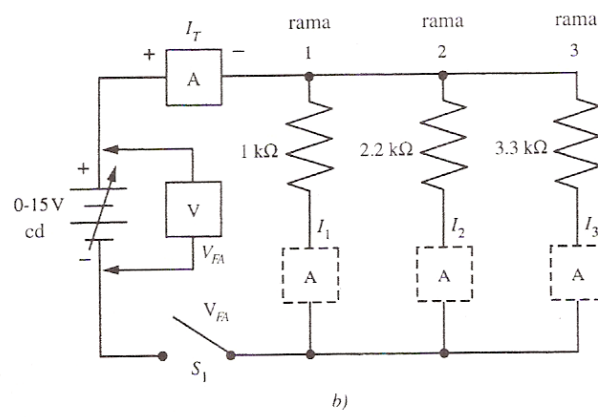 I_T
rama rama rama
+ A − 1 2 3
1 kΩ 2.2 kΩ 3.3 kΩ
+
0-15 V V
cd
−
V_FA
I_1 I_2 I_3
A A A
V_FA
S_1
b)